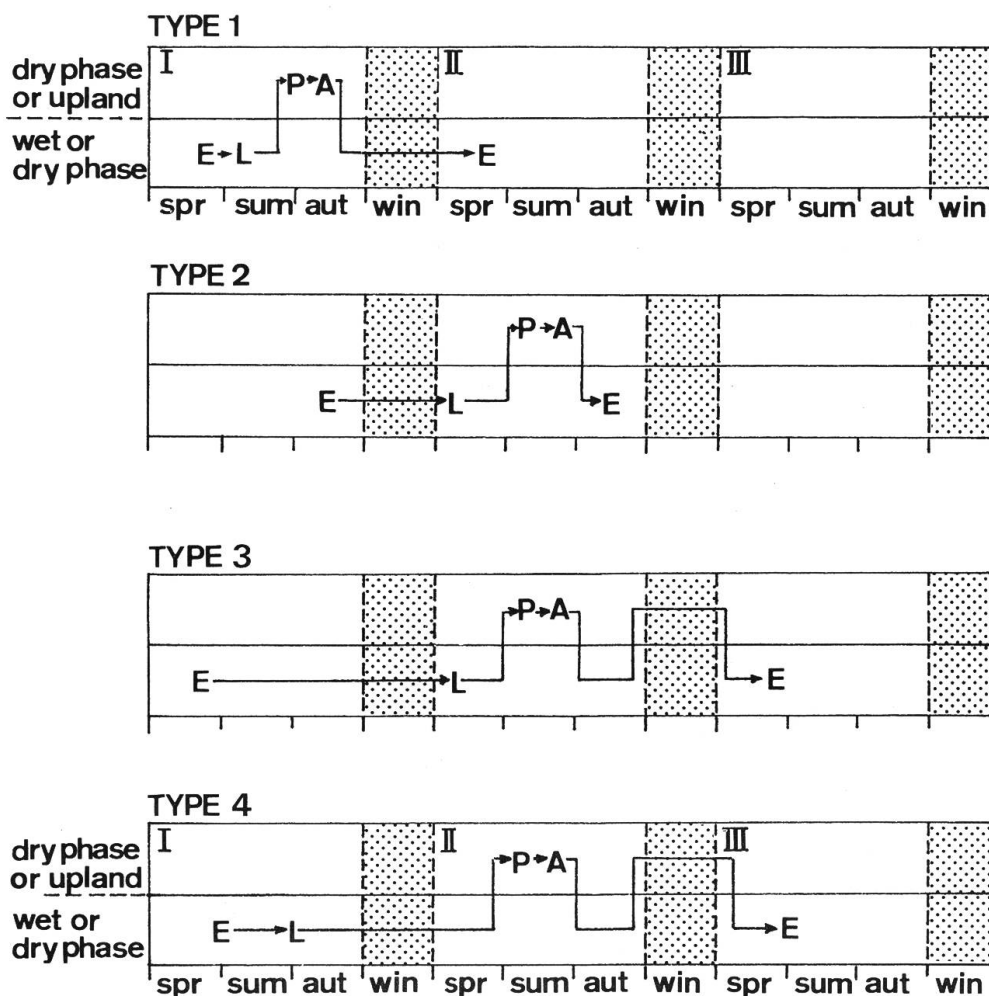 TYPE 1
I II III
dry phase
or upland
P A
wet or
dry phase
E L E
spr sum aut win spr sum aut win spr sum aut win
TYPE 2
P A
E L E
TYPE 3
P A
E L E
TYPE 4
I II III
dry phase
or upland
P A
wet or
dry phase
E L E
spr sum aut win spr sum aut win spr sum aut win